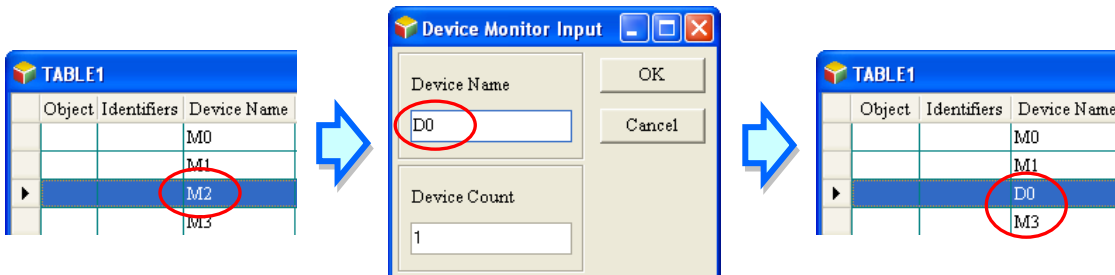 TABLE1
Object Identifiers Device Name
M0
M1
M2
M3
Device Monitor Input
Device Name
OK
D0
Cancel
Device Count
1
TABLE1
Object Identifiers Device Name
M0
M1
D0
M3